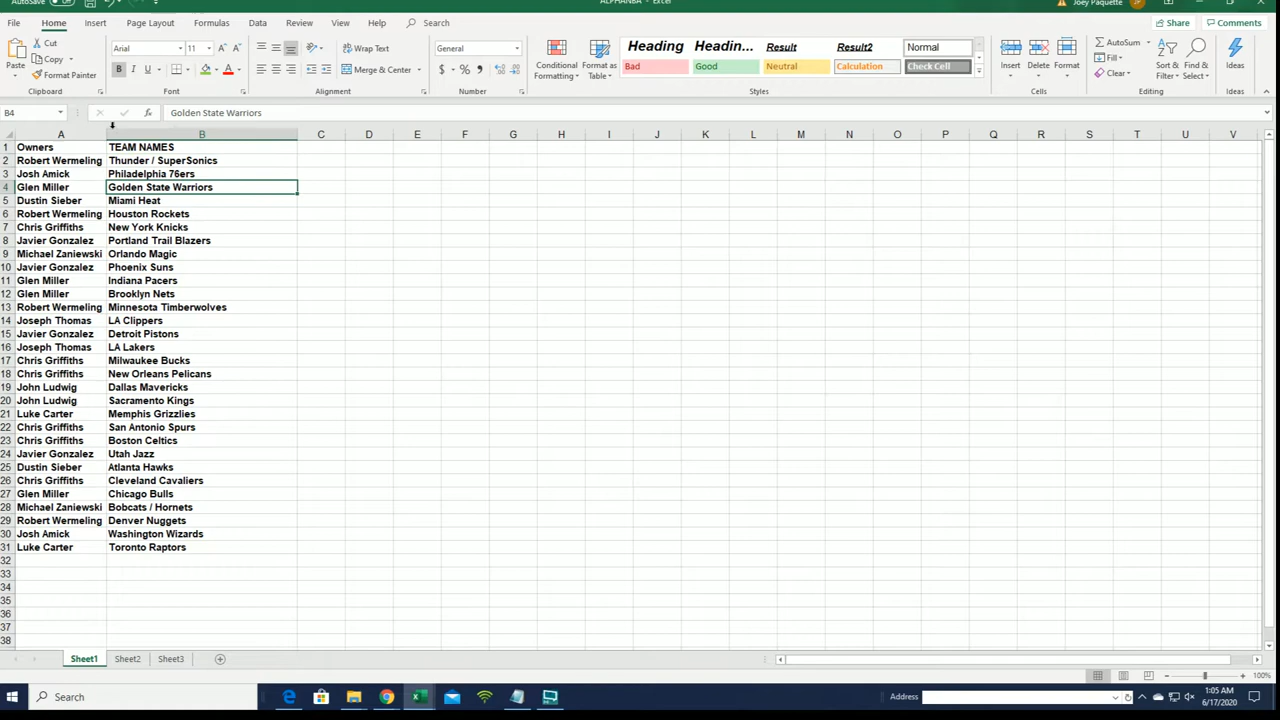 AutoSave Off ALPHANBA - Excel Joey Paquette JP
File Home Insert Page Layout Formulas Data Review View Help Search Share Comments
Paste Cut Copy Format Painter Clipboard
Arial 11 B I U A Font
Wrap Text Merge & Center Alignment
General $ % , Number
Conditional Formatting Format as Table
Heading Headin... Result Result2 Normal
Bad Good Neutral Calculation Check Cell
Styles
Insert Delete Format Cells
AutoSum Fill Clear Sort & Filter Find & Select Editing
Ideas Ideas
B4 fx Golden State Warriors
A B C D E F G H I J K L M N O P Q R S T U V
1 Owners TEAM NAMES
2 Robert Wermeling Thunder / SuperSonics
3 Josh Amick Philadelphia 76ers
4 Glen Miller Golden State Warriors
5 Dustin Sieber Miami Heat
6 Robert Wermeling Houston Rockets
7 Chris Griffiths New York Knicks
8 Javier Gonzalez Portland Trail Blazers
9 Michael Zaniewski Orlando Magic
10 Javier Gonzalez Phoenix Suns
11 Glen Miller Indiana Pacers
12 Glen Miller Brooklyn Nets
13 Robert Wermeling Minnesota Timberwolves
14 Joseph Thomas LA Clippers
15 Javier Gonzalez Detroit Pistons
16 Joseph Thomas LA Lakers
17 Chris Griffiths Milwaukee Bucks
18 Chris Griffiths New Orleans Pelicans
19 John Ludwig Dallas Mavericks
20 John Ludwig Sacramento Kings
21 Luke Carter Memphis Grizzlies
22 Chris Griffiths San Antonio Spurs
23 Chris Griffiths Boston Celtics
24 Javier Gonzalez Utah Jazz
25 Dustin Sieber Atlanta Hawks
26 Chris Griffiths Cleveland Cavaliers
27 Glen Miller Chicago Bulls
28 Michael Zaniewski Bobcats / Hornets
29 Robert Wermeling Denver Nuggets
30 Josh Amick Washington Wizards
31 Luke Carter Toronto Raptors
32
33
34
35
36
37
38
Sheet1 Sheet2 Sheet3
100%
Search Address 1:05 AM
6/17/2020